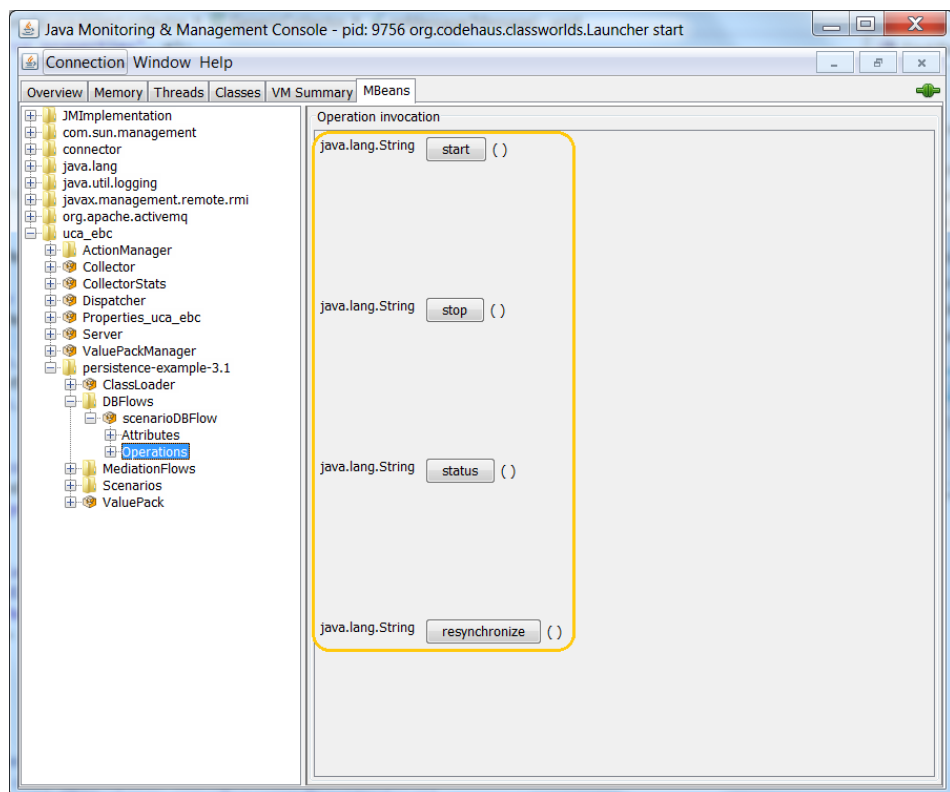 Java Monitoring & Management Console - pid: 9756 org.codehaus.classworlds.Launcher start
Connection Window Help
Overview Memory Threads Classes VM Summary MBeans
JMImplementation
com.sun.management
connector
java.lang
java.util.logging
javax.management.remote.rmi
org.apache.activemq
uca_ebc
ActionManager
Collector
CollectorStats
Dispatcher
Properties_uca_ebc
Server
ValuePackManager
persistence-example-3.1
ClassLoader
DBFlows
scenarioDBFlow
Attributes
Operations
MediationFlows
Scenarios
ValuePack
Operation invocation
java.lang.String start ( )
java.lang.String stop ( )
java.lang.String status ( )
java.lang.String resynchronize ( )